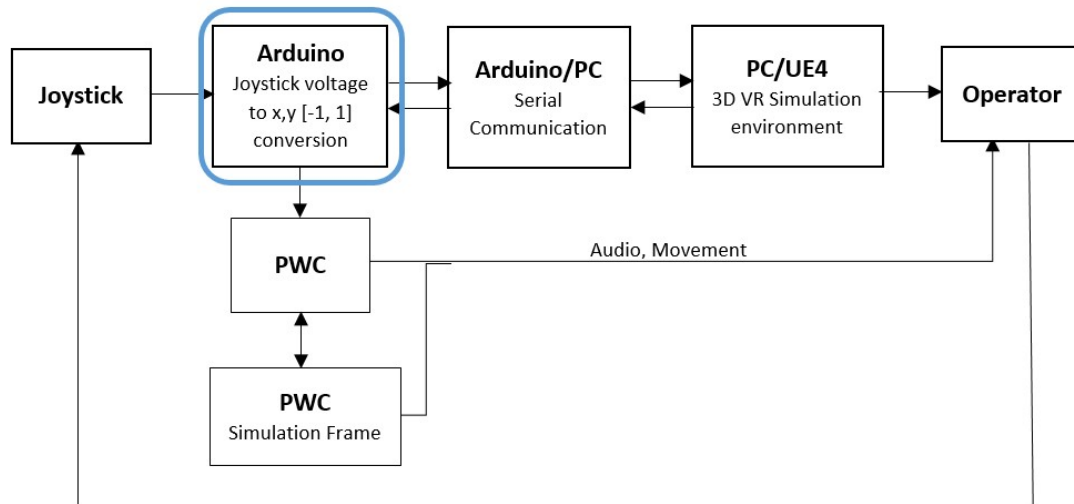 Joystick
Arduino
Joystick voltage
to x,y [-1, 1]
conversion
Arduino/PC
Serial
Communication
PC/UE4
3D VR Simulation
environment
Operator
PWC
Audio, Movement
PWC
Simulation Frame